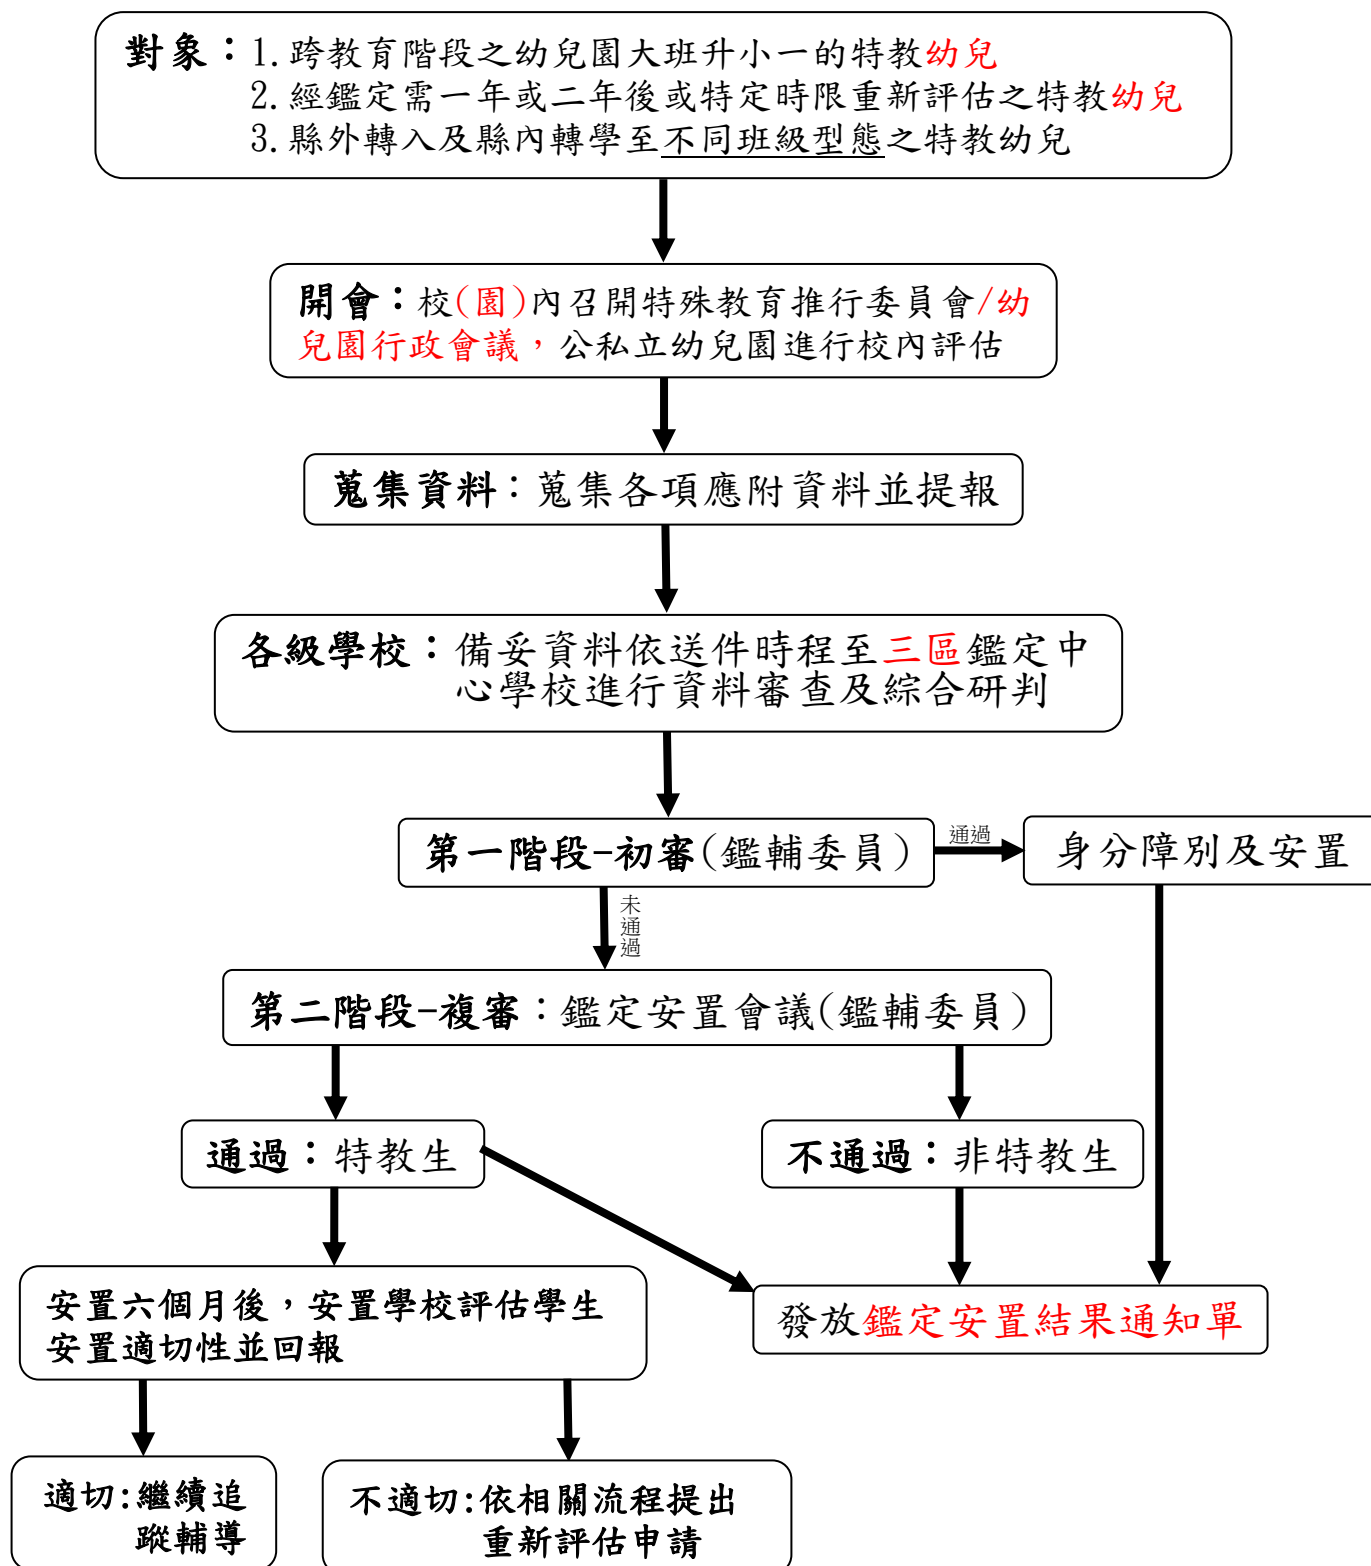 對象：1.跨教育階段之幼兒園大班升小一的特教幼兒
2.經鑑定需一年或二年後或特定時限重新評估之特教幼兒
3.縣外轉入及縣內轉學至不同班級型態之特教幼兒
開會：校(園)內召開特殊教育推行委員會/幼
兒園行政會議，公私立幼兒園進行校內評估
蒐集資料：蒐集各項應附資料並提報
各級學校：備妥資料依送件時程至三區鑑定中
心學校進行資料審查及綜合研判
第一階段-初審(鑑輔委員)
通過
身分障別及安置
未通過
第二階段-複審：鑑定安置會議(鑑輔委員)
通過：特教生
不通過：非特教生
安置六個月後，安置學校評估學生
安置適切性並回報
發放鑑定安置結果通知單
適切:繼續追
蹤輔導
不適切:依相關流程提出
重新評估申請